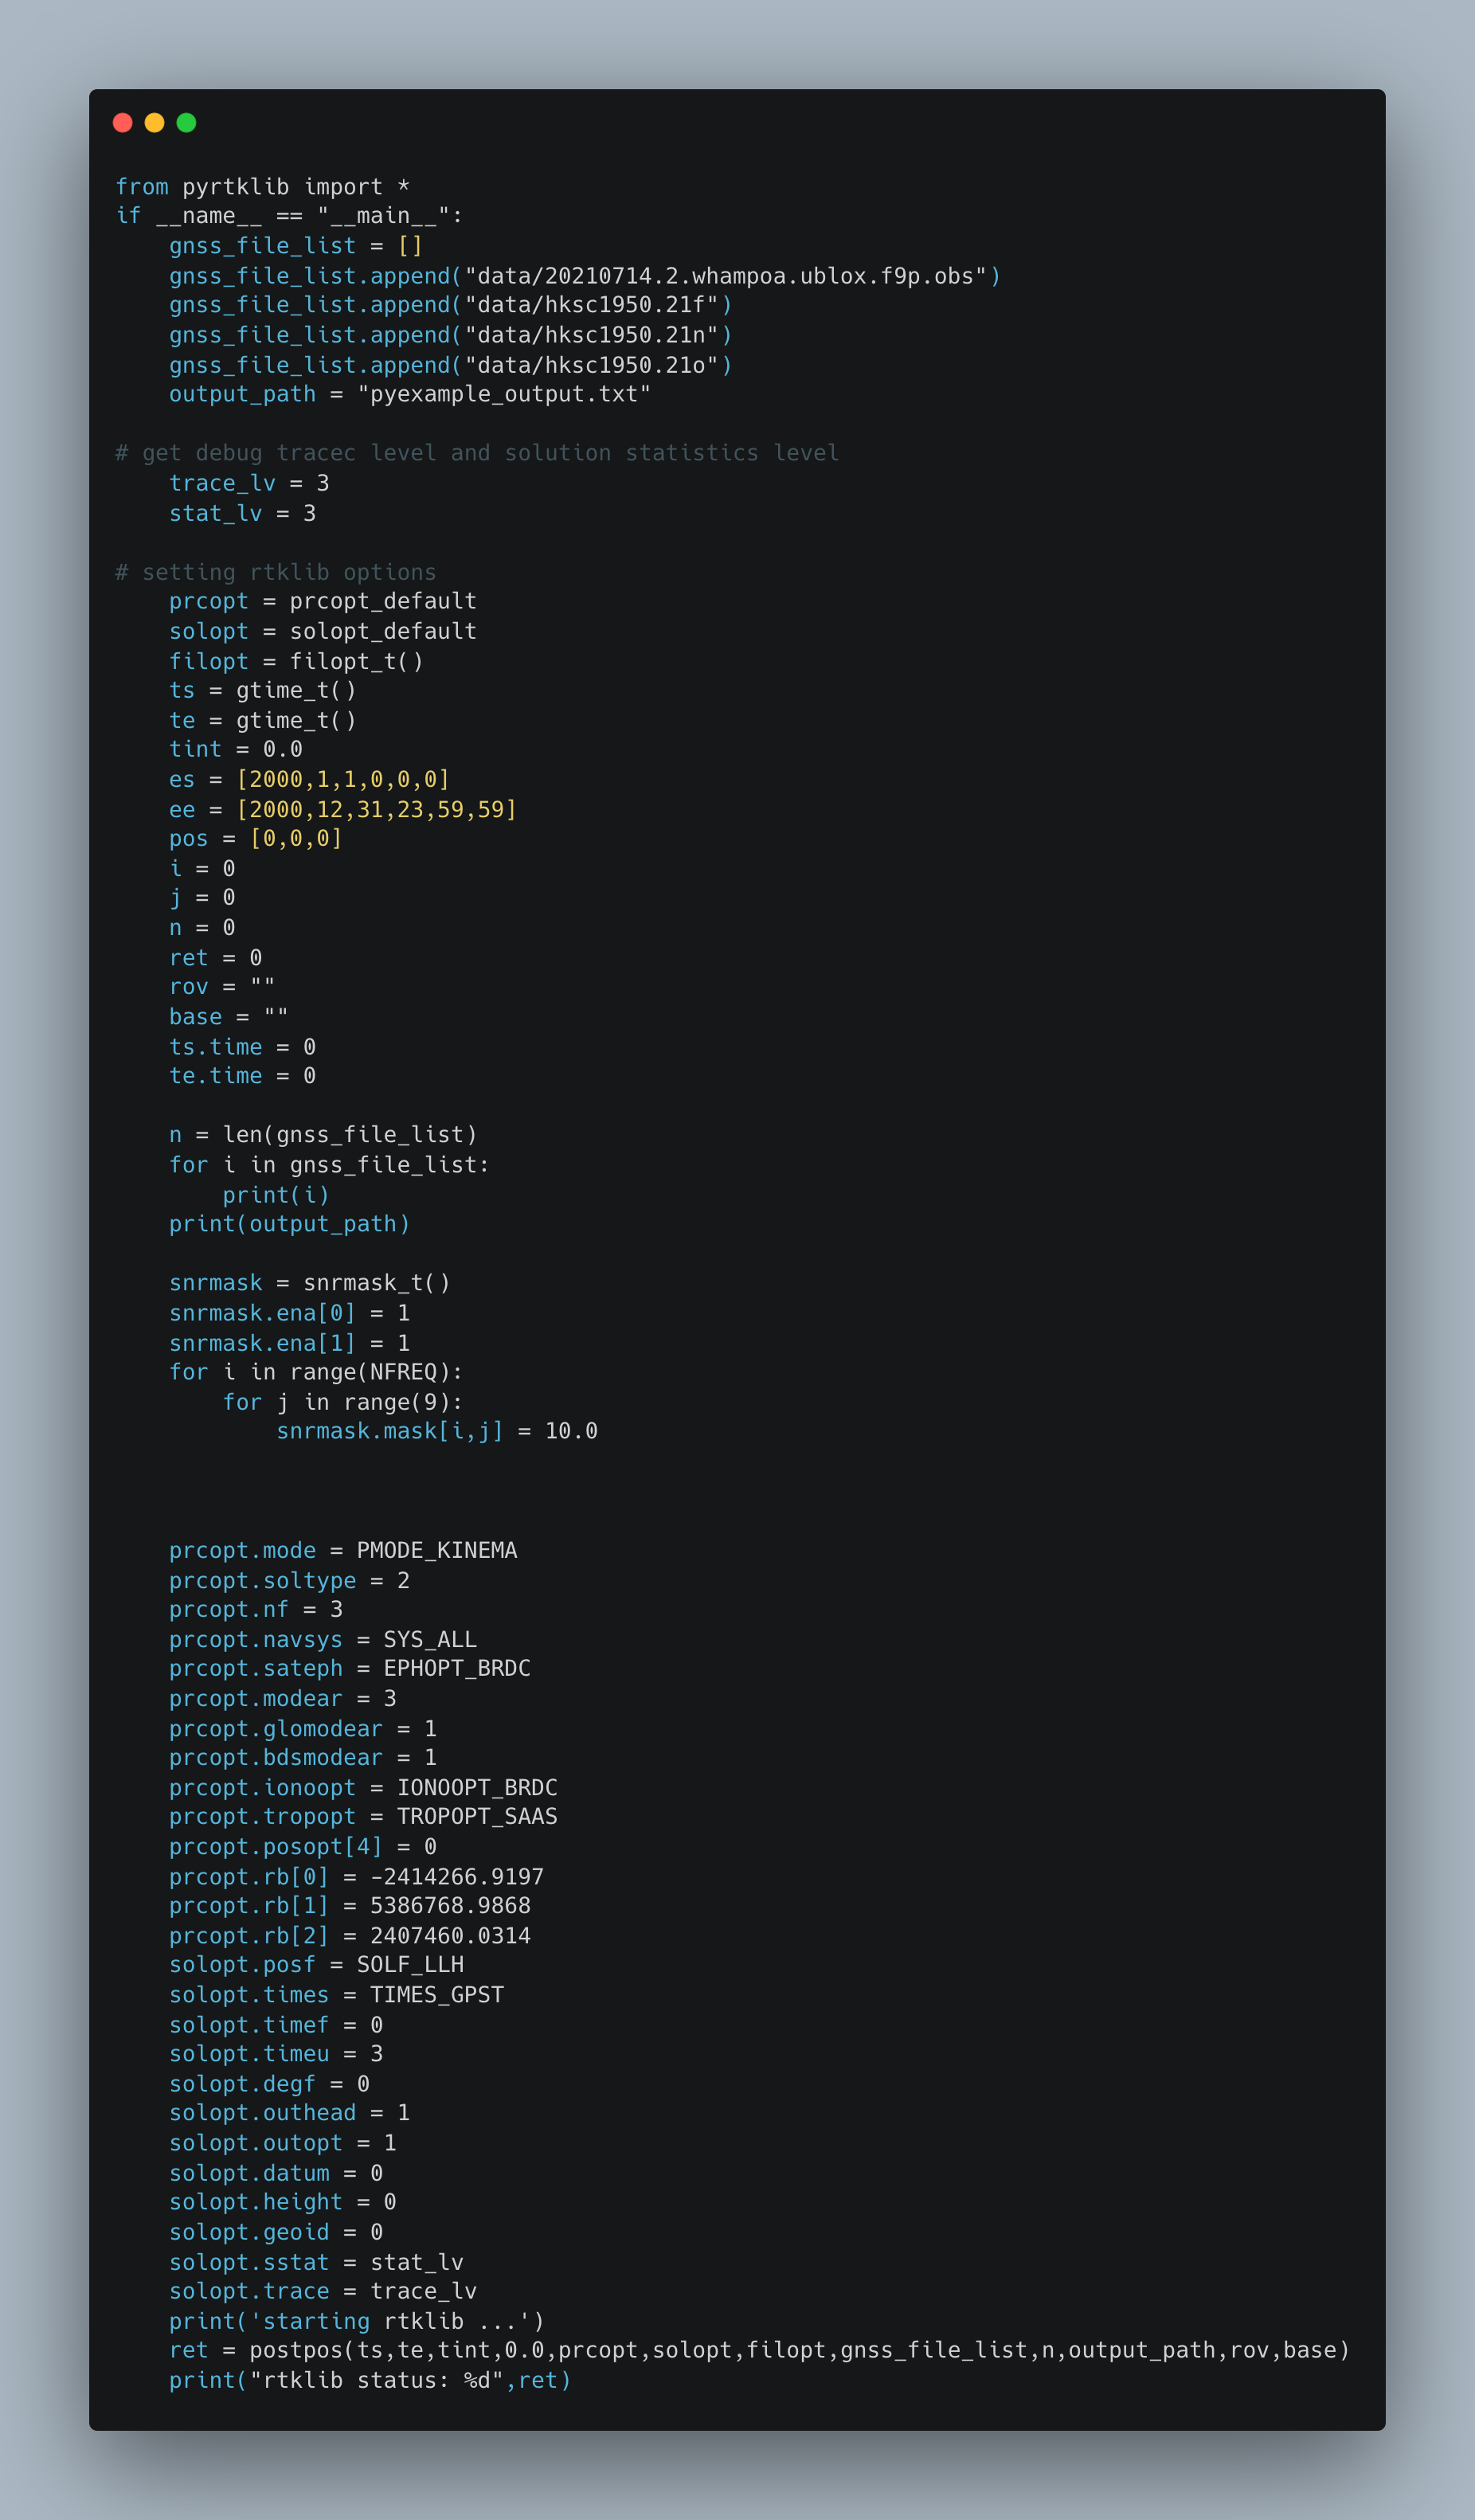 from pyrtklib import *
if __name__ == "__main__":
    gnss_file_list = []
    gnss_file_list.append("data/20210714.2.whampoa.ublox.f9p.obs")
    gnss_file_list.append("data/hksc1950.21f")
    gnss_file_list.append("data/hksc1950.21n")
    gnss_file_list.append("data/hksc1950.21o")
    output_path = "pyexample_output.txt"

# get debug tracec level and solution statistics level
    trace_lv = 3
    stat_lv = 3

# setting rtklib options
    prcopt = prcopt_default
    solopt = solopt_default
    filopt = filopt_t()
    ts = gtime_t()
    te = gtime_t()
    tint = 0.0
    es = [2000,1,1,0,0,0]
    ee = [2000,12,31,23,59,59]
    pos = [0,0,0]
    i = 0
    j = 0
    n = 0
    ret = 0
    rov = ""
    base = ""
    ts.time = 0
    te.time = 0

    n = len(gnss_file_list)
    for i in gnss_file_list:
        print(i)
    print(output_path)

    snrmask = snrmask_t()
    snrmask.ena[0] = 1
    snrmask.ena[1] = 1
    for i in range(NFREQ):
        for j in range(9):
            snrmask.mask[i,j] = 10.0

    prcopt.mode = PMODE_KINEMA
    prcopt.soltype = 2
    prcopt.nf = 3
    prcopt.navsys = SYS_ALL
    prcopt.sateph = EPHOPT_BRDC
    prcopt.modear = 3
    prcopt.glomodear = 1
    prcopt.bdsmodear = 1
    prcopt.ionoopt = IONOOPT_BRDC
    prcopt.tropopt = TROPOPT_SAAS
    prcopt.posopt[4] = 0
    prcopt.rb[0] = -2414266.9197
    prcopt.rb[1] = 5386768.9868
    prcopt.rb[2] = 2407460.0314
    solopt.posf = SOLF_LLH
    solopt.times = TIMES_GPST
    solopt.timef = 0
    solopt.timeu = 3
    solopt.degf = 0
    solopt.outhead = 1
    solopt.outopt = 1
    solopt.datum = 0
    solopt.height = 0
    solopt.geoid = 0
    solopt.sstat = stat_lv
    solopt.trace = trace_lv
    print('starting rtklib ...')
    ret = postpos(ts,te,tint,0.0,prcopt,solopt,filopt,gnss_file_list,n,output_path,rov,base)
    print("rtklib status: %d",ret)